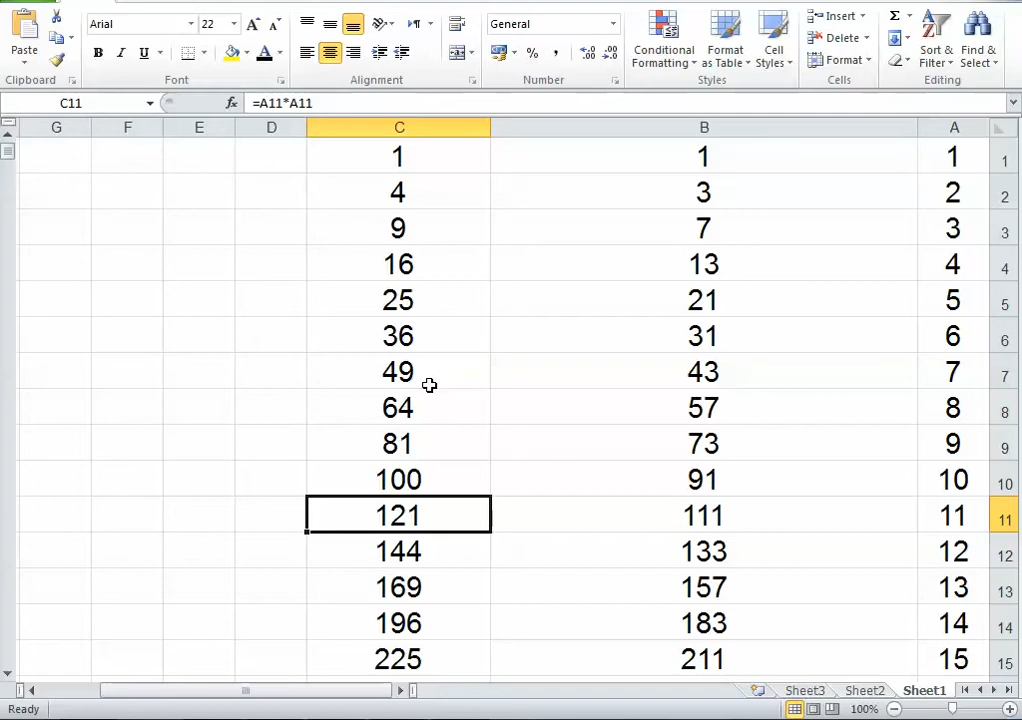 Arial 22 General Insert Σ
Paste Conditional Formatting Format as Table Cell Styles Delete Sort & Filter Find & Select
B I U A % , Format
Clipboard Font Alignment Number Styles Cells Editing
C11 fx =A11*A11
G F E D C B A
1 1 1 1
4 3 2 2
9 7 3 3
16 13 4 4
25 21 5 5
36 31 6 6
49 43 7 7
64 57 8 8
81 73 9 9
100 91 10 10
121 111 11 11
144 133 12 12
169 157 13 13
196 183 14 14
225 211 15 15
Sheet3 Sheet2 Sheet1
Ready 100%